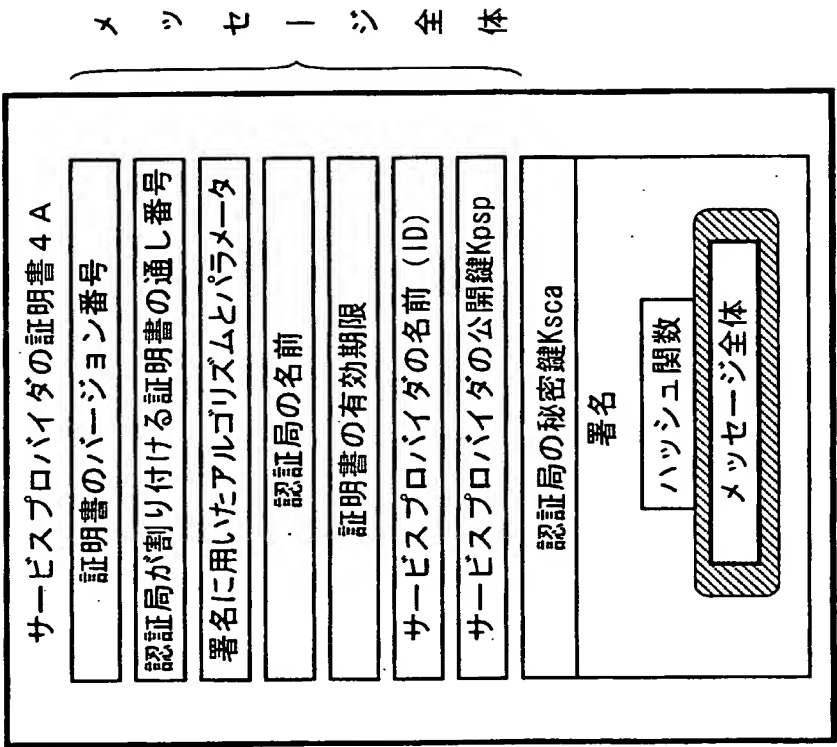 サービスプロバイダの証明書4A
証明書のバージョン番号
認証局が割り付ける証明書の通し番号
署名に用いたアルゴリズムとパラメータ
認証局の名前
証明書の有効期限
サービスプロバイダの名前(ID)
サービスプロバイダの公開鍵Kpsp
認証局の秘密鍵Ksca
署名
ハッシュ関数
メッセージ全体
メッセージ全体